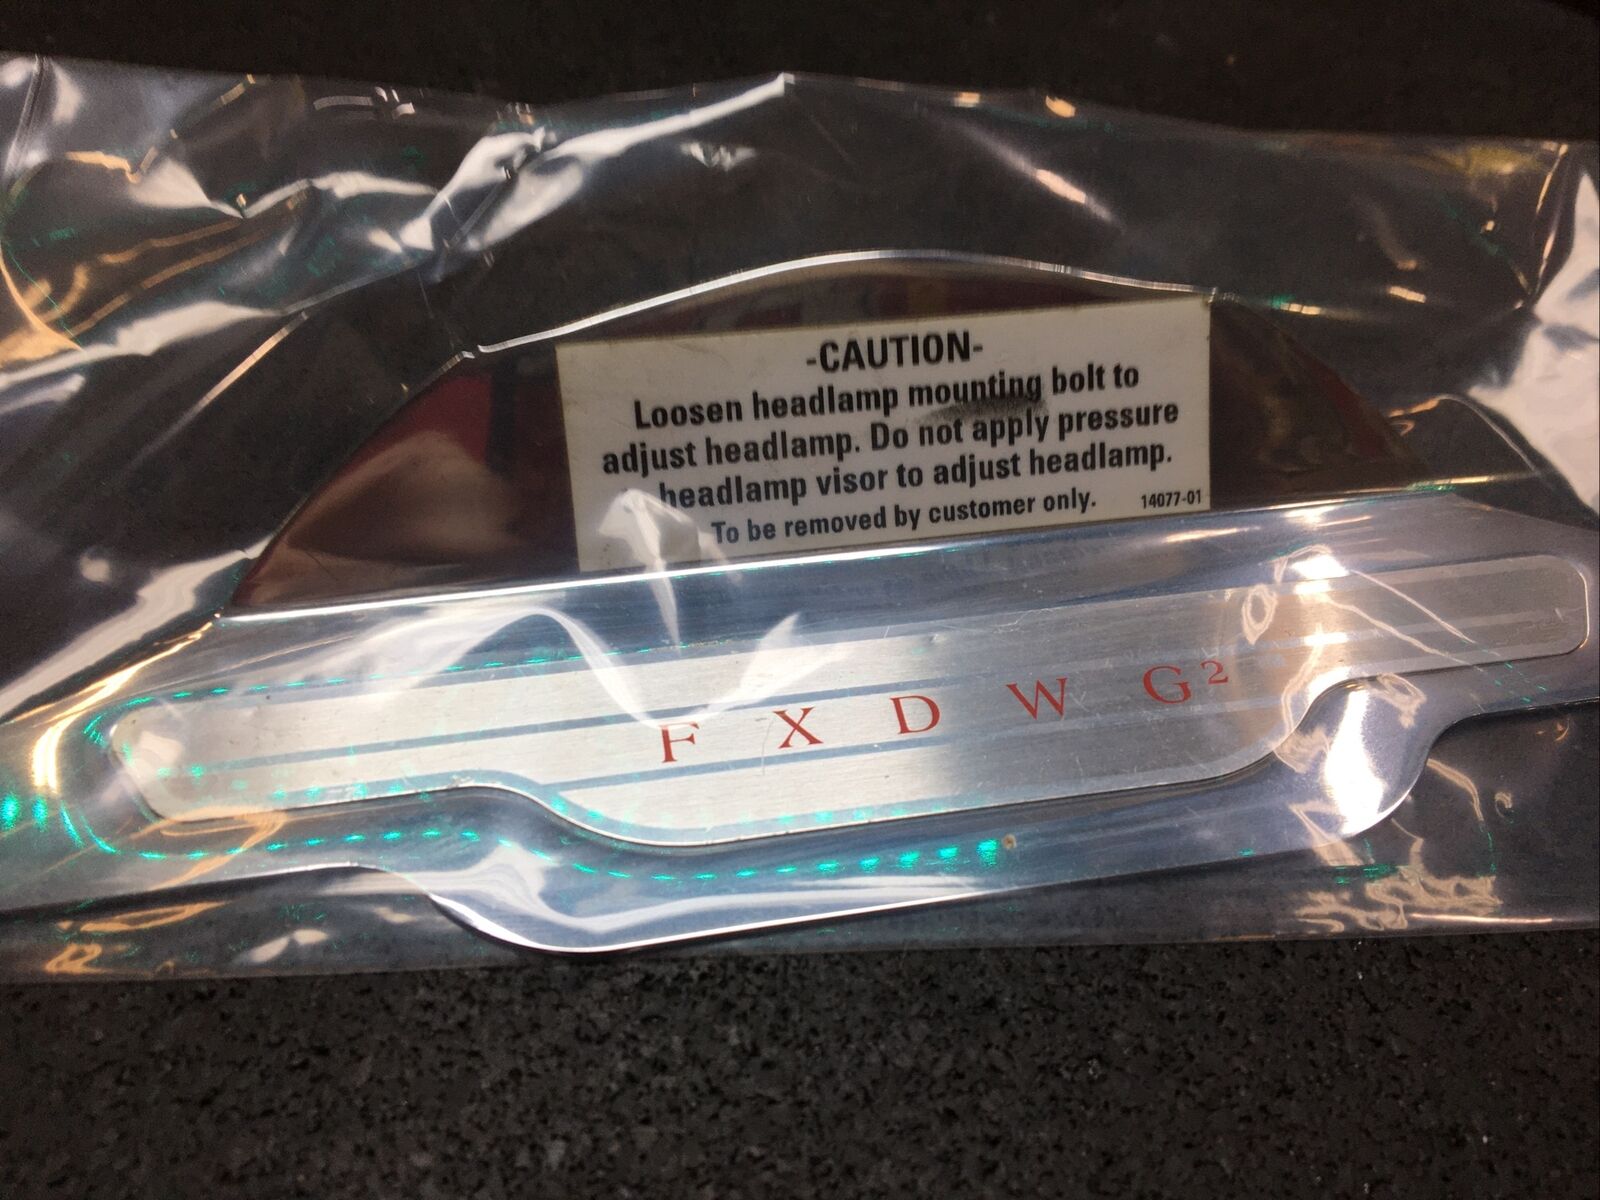 -CAUTION-
Loosen headlamp mounting bolt to
adjust headlamp. Do not apply pressure
headlamp visor to adjust headlamp.
To be removed by customer only. 14077-01
F X D W G²